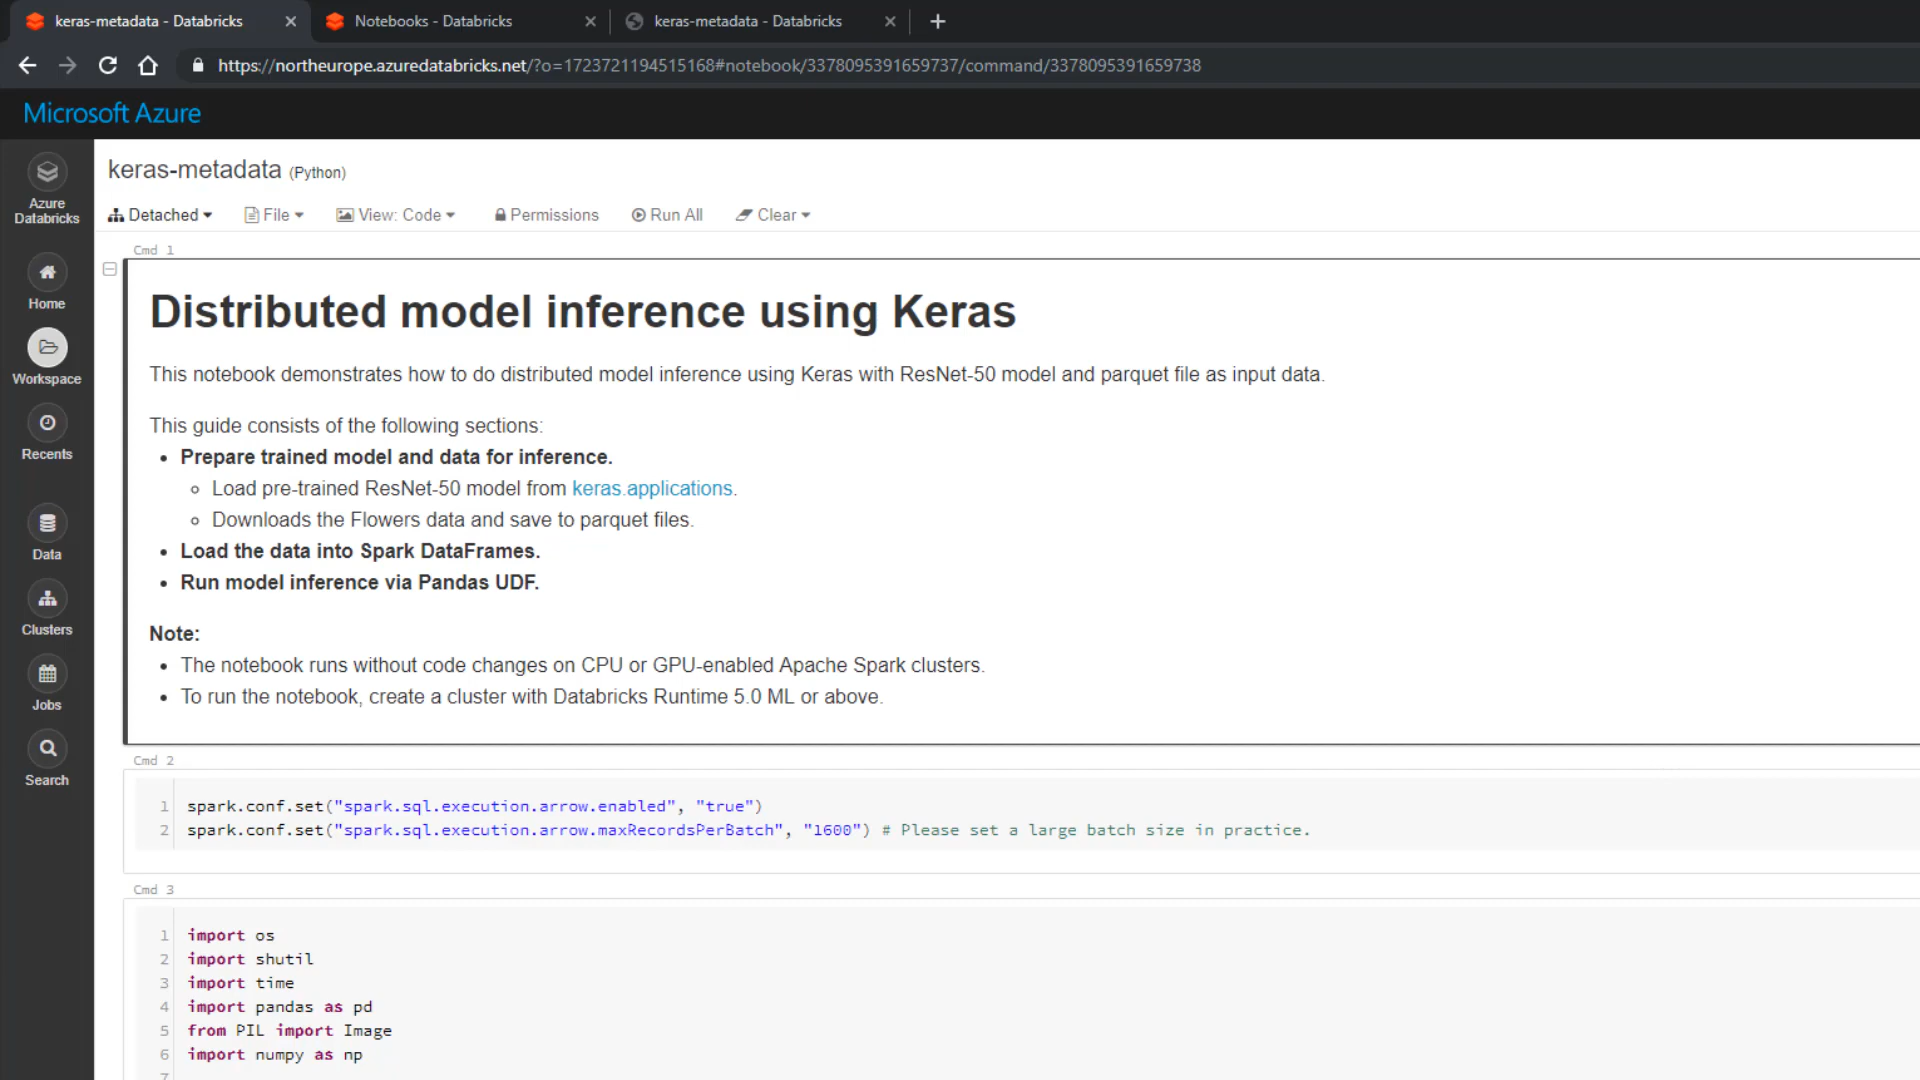 keras-metadata - Databricks
Notebooks - Databricks
keras-metadata - Databricks
https://northeurope.azuredatabricks.net/?o=1723721194515168#notebook/3378095391659737/command/3378095391659738
Microsoft Azure
Azure
Databricks
Home
Workspace
Recents
Data
Clusters
Jobs
Search
keras-metadata (Python)
Detached File View: Code Permissions Run All Clear
Cmd 1
Distributed model inference using Keras
This notebook demonstrates how to do distributed model inference using Keras with ResNet-50 model and parquet file as input data.
This guide consists of the following sections:
• Prepare trained model and data for inference.
◦ Load pre-trained ResNet-50 model from keras.applications.
◦ Downloads the Flowers data and save to parquet files.
• Load the data into Spark DataFrames.
• Run model inference via Pandas UDF.
Note:
• The notebook runs without code changes on CPU or GPU-enabled Apache Spark clusters.
• To run the notebook, create a cluster with Databricks Runtime 5.0 ML or above.
Cmd 2
1 spark.conf.set("spark.sql.execution.arrow.enabled", "true")
2 spark.conf.set("spark.sql.execution.arrow.maxRecordsPerBatch", "1600") # Please set a large batch size in practice.
Cmd 3
1 import os
2 import shutil
3 import time
4 import pandas as pd
5 from PIL import Image
6 import numpy as np
7